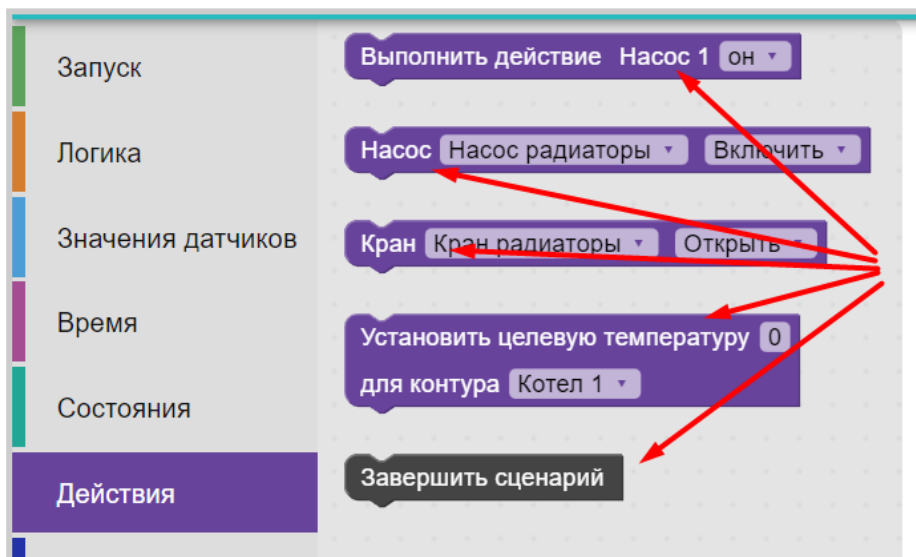 Запуск
Логика
Значения датчиков
Время
Состояния
Действия
Выполнить действие Насос 1 он
Насос Насос радиаторы Включить
Кран Кран радиаторы Открыть
Установить целевую температуру 0
для контура Котел 1
Завершить сценарий